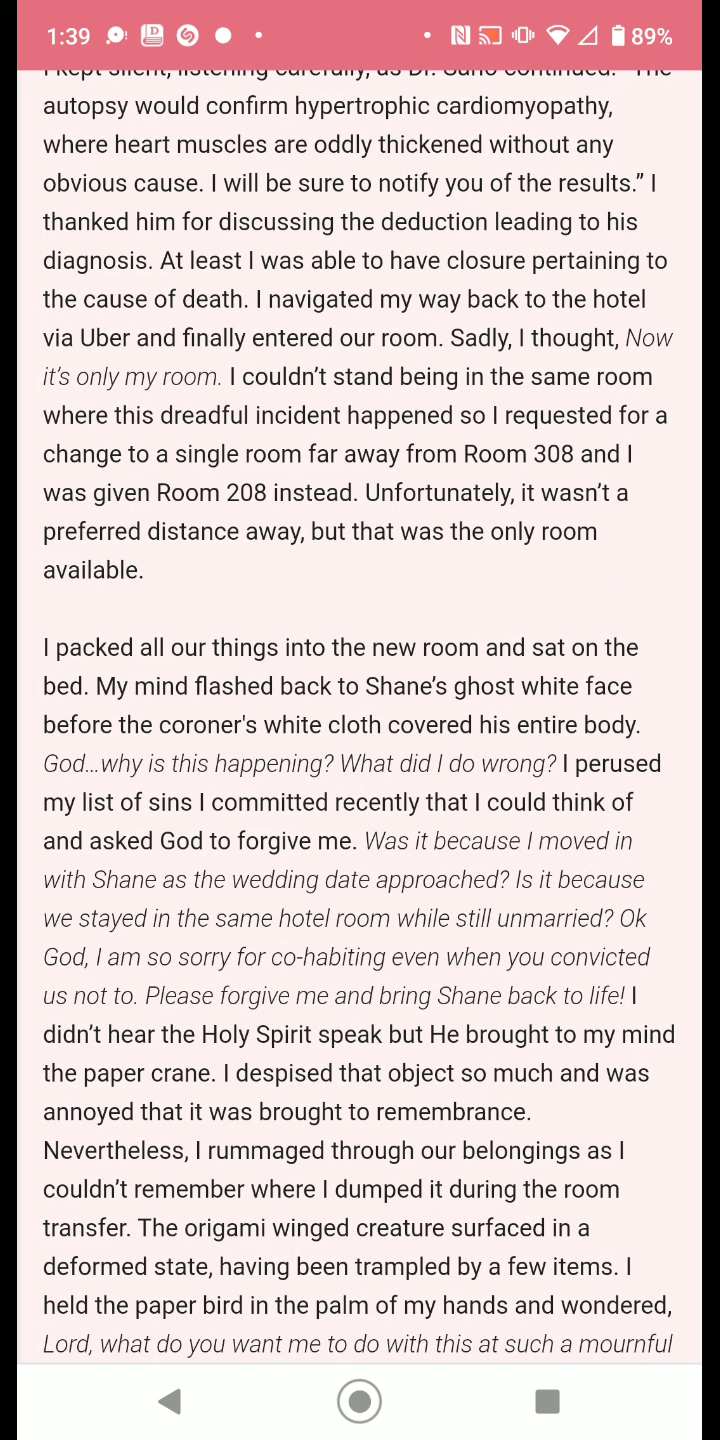 1:39
89%
I kept silent, listening carefully, as Dr. Sano continued. “The
autopsy would confirm hypertrophic cardiomyopathy,
where heart muscles are oddly thickened without any
obvious cause. I will be sure to notify you of the results.” I
thanked him for discussing the deduction leading to his
diagnosis. At least I was able to have closure pertaining to
the cause of death. I navigated my way back to the hotel
via Uber and finally entered our room. Sadly, I thought, Now
it’s only my room. I couldn’t stand being in the same room
where this dreadful incident happened so I requested for a
change to a single room far away from Room 308 and I
was given Room 208 instead. Unfortunately, it wasn’t a
preferred distance away, but that was the only room
available.
I packed all our things into the new room and sat on the
bed. My mind flashed back to Shane’s ghost white face
before the coroner's white cloth covered his entire body.
God…why is this happening? What did I do wrong? I perused
my list of sins I committed recently that I could think of
and asked God to forgive me. Was it because I moved in
with Shane as the wedding date approached? Is it because
we stayed in the same hotel room while still unmarried? Ok
God, I am so sorry for co-habiting even when you convicted
us not to. Please forgive me and bring Shane back to life! I
didn’t hear the Holy Spirit speak but He brought to my mind
the paper crane. I despised that object so much and was
annoyed that it was brought to remembrance.
Nevertheless, I rummaged through our belongings as I
couldn’t remember where I dumped it during the room
transfer. The origami winged creature surfaced in a
deformed state, having been trampled by a few items. I
held the paper bird in the palm of my hands and wondered,
Lord, what do you want me to do with this at such a mournful